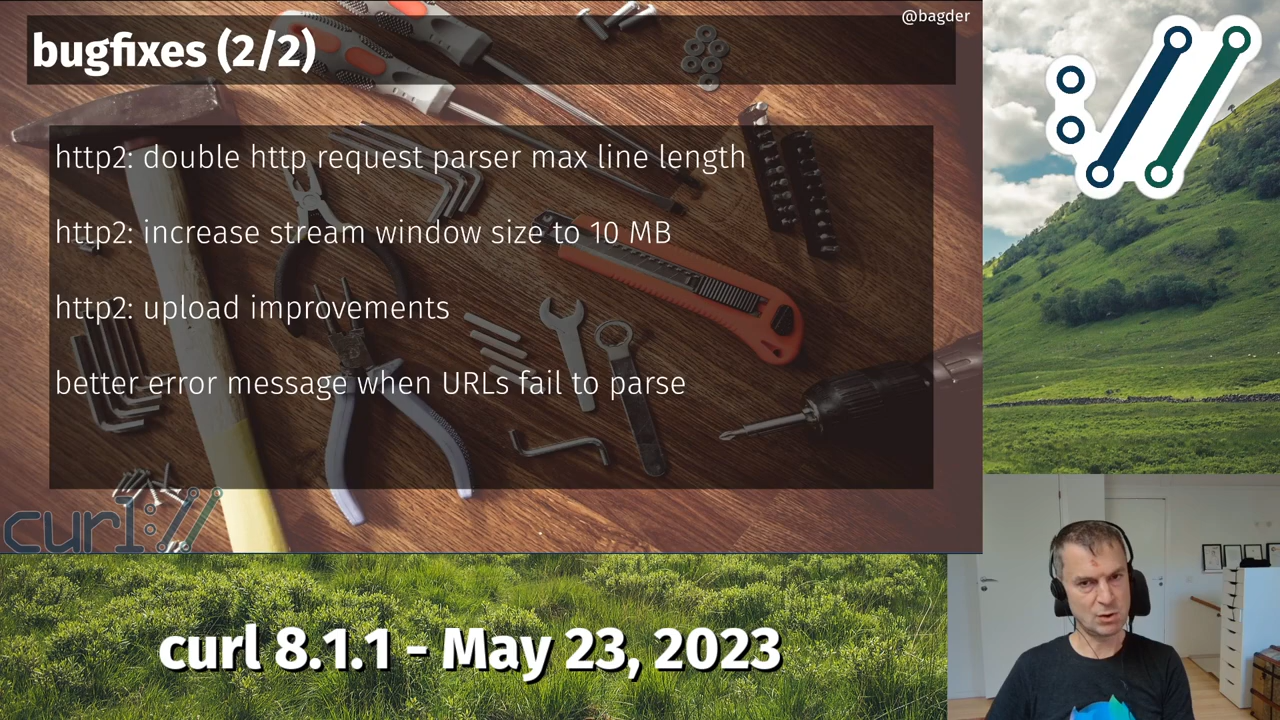 @bagder
bugfixes (2/2)
http2: double http request parser max line length
http2: increase stream window size to 10 MB
http2: upload improvements
better error message when URLs fail to parse
curl://
curl 8.1.1 - May 23, 2023